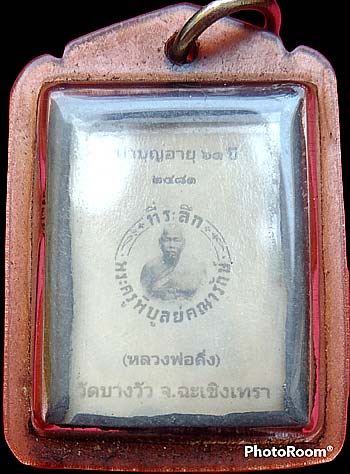 ทำบุญอายุ ๖๑ ปี
๒๔๘๑
ที่ระลึก
พระครูพิบูลย์คณารักษ์
(หลวงพ่อดิ่ง)
วัดบางวัว จ.ฉะเชิงเทรา
PhotoRoom®